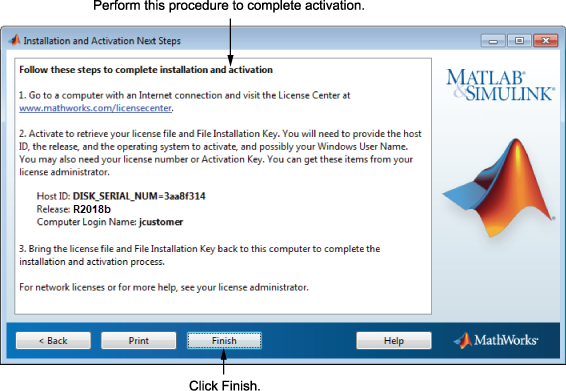 Perform this procedure to complete activation.
Installation and Activation Next Steps
Follow these steps to complete installation and activation
1. Go to a computer with an Internet connection and visit the License Center at
www.mathworks.com/licensecenter.
2. Activate to retrieve your license file and File Installation Key. You will need to provide the host
ID, the release, and the operating system to activate, and possibly your Windows User Name.
You may also need your license number or Activation Key. You can get these items from your
license administrator.
Host ID: DISK_SERIAL_NUM=3aa8f314
Release: R2018b
Computer Login Name: jcustomer
3. Bring the license file and File Installation Key back to this computer to complete the
installation and activation process.
For network licenses or for more help, see your license administrator.
MATLAB®
&SIMULINK®
< Back
Print
Finish
Help
MathWorks®
Click Finish.